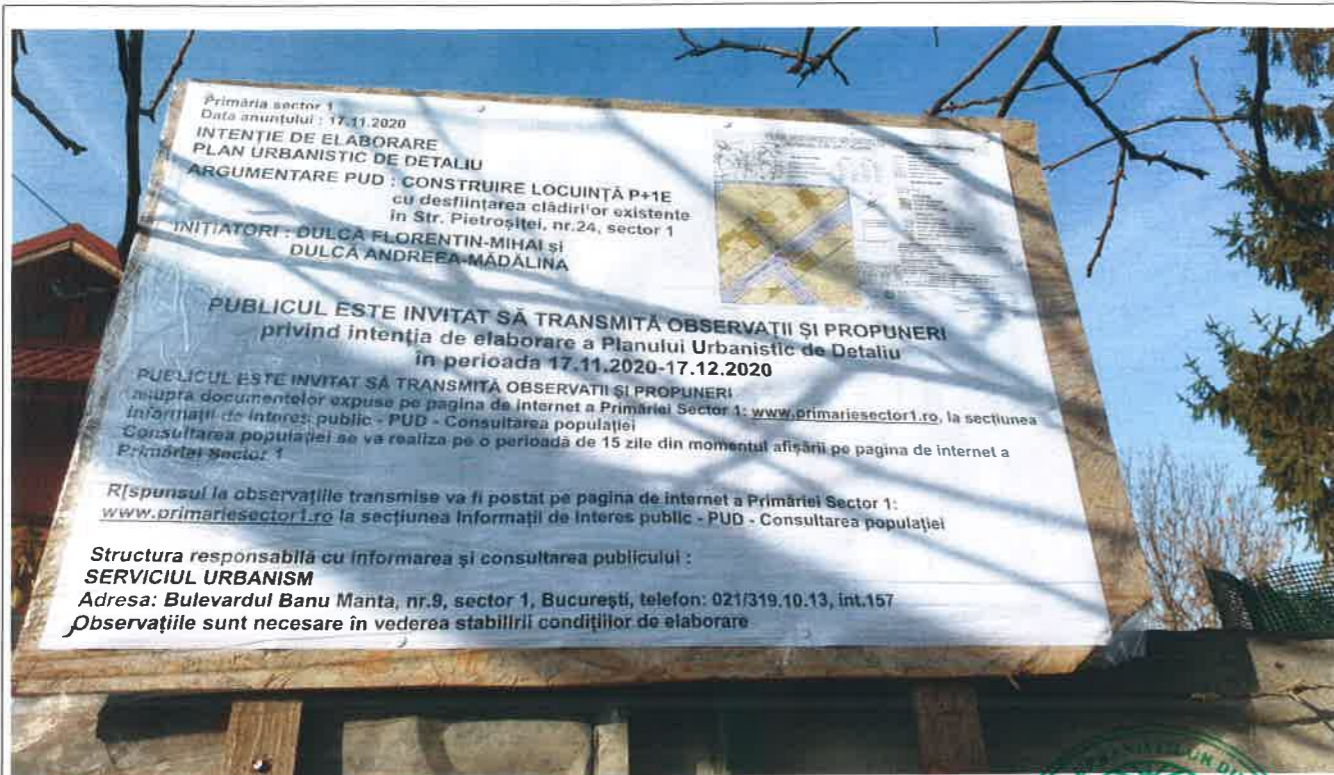 Primăria sector 1
Data anunțului : 17.11.2020
INTENȚIE DE ELABORARE
PLAN URBANISTIC DE DETALIU
ARGUMENTARE PUD : CONSTRUIRE LOCUINȚĂ P+1E
cu desființarea clădiri'or existente
în Str. Pietroșiței, nr.24, sector 1
INIȚIATORI : DULCĂ FLORENTIN-MIHAI și
DULCĂ ANDREEA-MĂDĂLINA
PUBLICUL ESTE INVITAT SĂ TRANSMITĂ OBSERVAȚII ȘI PROPUNERI
privind intenția de elaborare a Planului Urbanistic de Detaliu
în perioada 17.11.2020-17.12.2020
PUBLICUL ESTE INVITAT SĂ TRANSMITĂ OBSERVAȚII ȘI PROPUNERI
asupra documentelor expuse pe pagina de internet a Primăriei Sector 1: www.primariesector1.ro, la secțiunea
Informații de interes public - PUD - Consultarea populației
Consultarea populației se va realiza pe o perioadă de 15 zile din momentul afișării pe pagina de internet a
Primăriei Sector 1
R[spunsul la observațiile transmise va fi postat pe pagina de internet a Primăriei Sector 1:
www.primariesector1.ro la secțiunea Informații de interes public - PUD - Consultarea populației
Structura responsabilă cu informarea și consultarea publicului :
SERVICIUL URBANISM
Adresa: Bulevardul Banu Manta, nr.9, sector 1, București, telefon: 021/319.10.13, int.157
Observațiile sunt necesare în vederea stabilirii condițiilor de elaborare